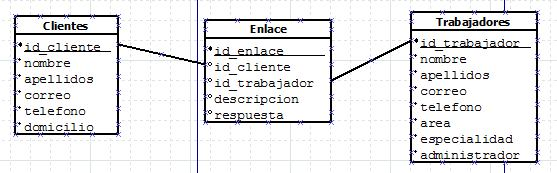 Clientes
id_cliente
nombre
apellidos
correo
telefono
domicilio
Enlace
id_enlace
id_cliente
id_trabajador
descripcion
respuesta
Trabajadores
id_trabajador
nombre
apellidos
correo
telefono
area
especialidad
administrador